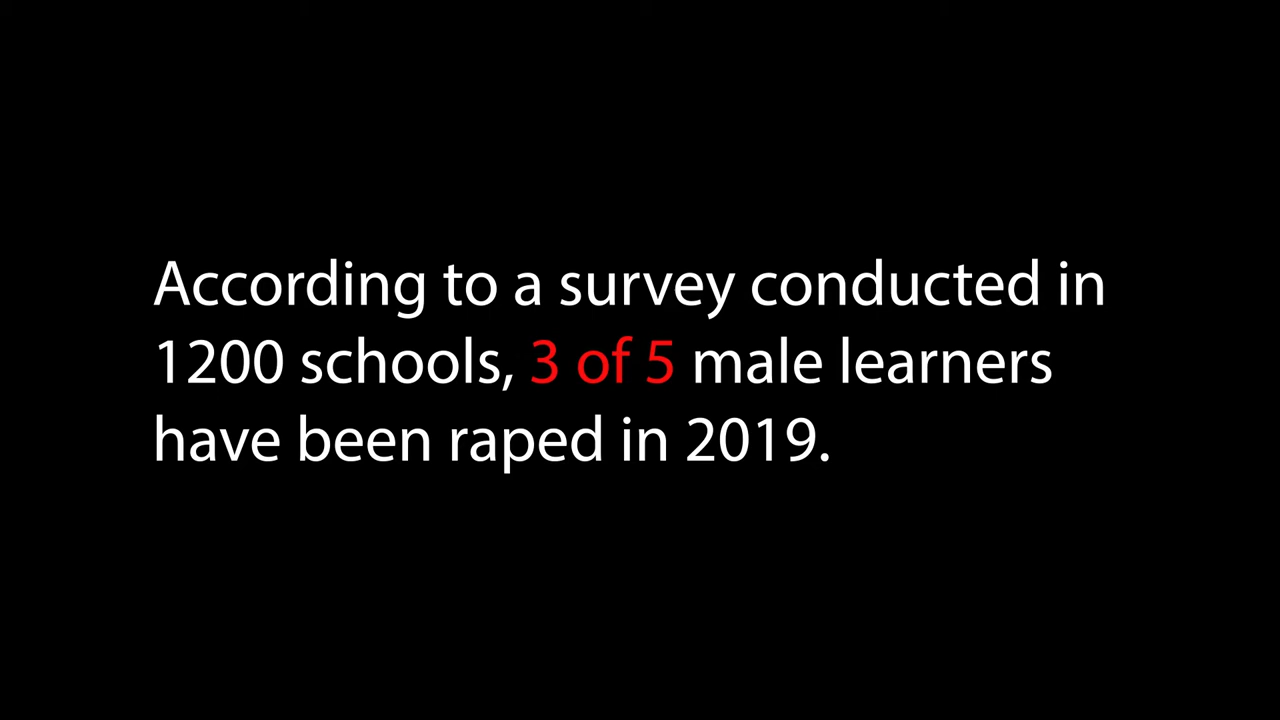 According to a survey conducted in
1200 schools, 3 of 5 male learners
have been raped in 2019.